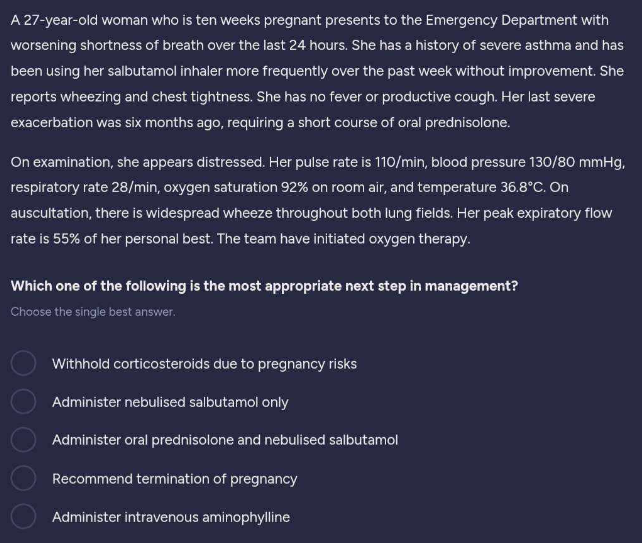 A 27-year-old woman who is ten weeks pregnant presents to the Emergency Department with
worsening shortness of breath over the last 24 hours. She has a history of severe asthma and has
been using her salbutamol inhaler more frequently over the past week without improvement. She
reports wheezing and chest tightness. She has no fever or productive cough. Her last severe
exacerbation was six months ago, requiring a short course of oral prednisolone.
On examination, she appears distressed. Her pulse rate is 110/min, blood pressure 130/80 mmHg,
respiratory rate 28/min, oxygen saturation 92% on room air, and temperature 36.8°C. On
auscultation, there is widespread wheeze throughout both lung fields. Her peak expiratory flow
rate is 55% of her personal best. The team have initiated oxygen therapy.
Which one of the following is the most appropriate next step in management?
Choose the single best answer.
Withhold corticosteroids due to pregnancy risks
Administer nebulised salbutamol only
Administer oral prednisolone and nebulised salbutamol
Recommend termination of pregnancy
Administer intravenous aminophylline